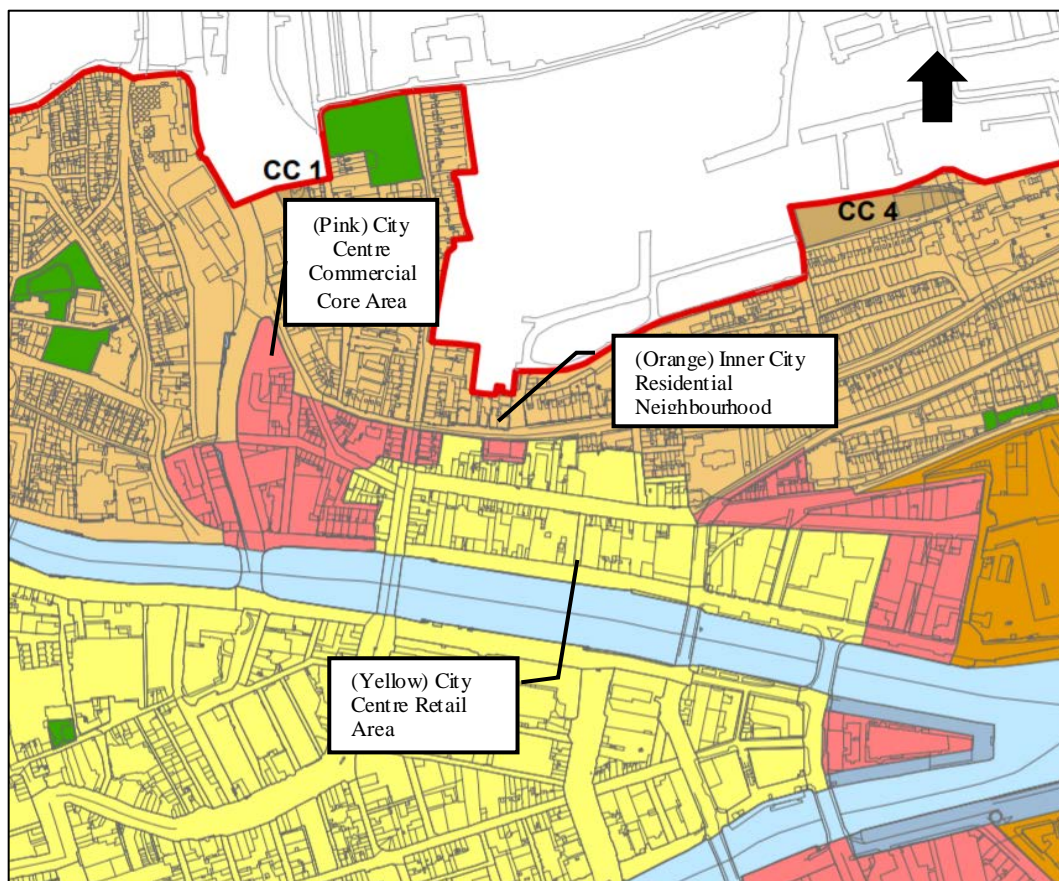 CC 1
CC 4
(Pink) City
Centre
Commercial
Core Area
(Orange) Inner City
Residential
Neighbourhood
(Yellow) City
Centre Retail
Area